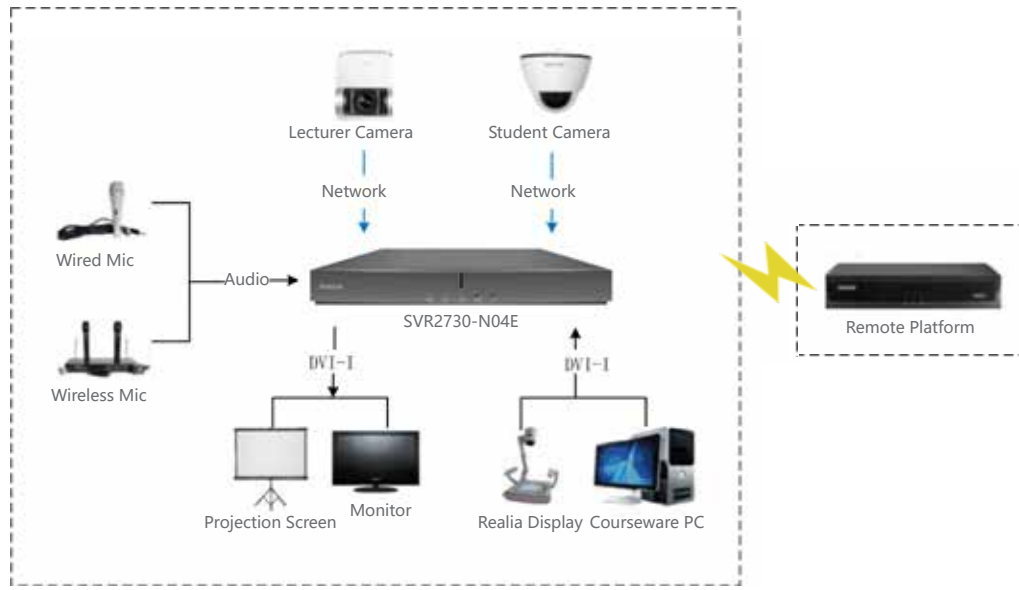 Lecturer Camera
Student Camera
Network
Network
Wired Mic
Audio
SVR2730-N04E
Remote Platform
Wireless Mic
DVI-I
DVI-I
Projection Screen
Monitor
Realia Display
Courseware PC